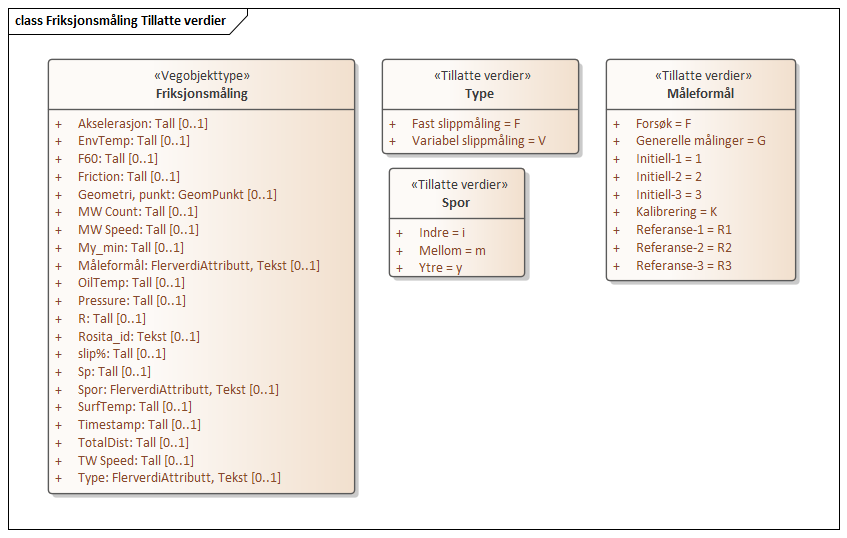 class Friksjonsmåling Tillatte verdier
«Vegobjekttype»
Friksjonsmåling
+ Akselerasjon: Tall [0..1]
+ EnvTemp: Tall [0..1]
+ F60: Tall [0..1]
+ Friction: Tall [0..1]
+ Geometri, punkt: GeomPunkt [0..1]
+ MW Count: Tall [0..1]
+ MW Speed: Tall [0..1]
+ My_min: Tall [0..1]
+ Måleformål: FlerverdiAttributt, Tekst [0..1]
+ OilTemp: Tall [0..1]
+ Pressure: Tall [0..1]
+ R: Tall [0..1]
+ Rosita_id: Tekst [0..1]
+ slip%: Tall [0..1]
+ Sp: Tall [0..1]
+ Spor: FlerverdiAttributt, Tekst [0..1]
+ SurfTemp: Tall [0..1]
+ Timestamp: Tall [0..1]
+ TotalDist: Tall [0..1]
+ TW Speed: Tall [0..1]
+ Type: FlerverdiAttributt, Tekst [0..1]
«Tillatte verdier»
Type
+ Fast slippmåling = F
+ Variabel slippmåling = V
«Tillatte verdier»
Spor
+ Indre = i
+ Mellom = m
+ Ytre = y
«Tillatte verdier»
Måleformål
+ Forsøk = F
+ Generelle målinger = G
+ Initiell-1 = 1
+ Initiell-2 = 2
+ Initiell-3 = 3
+ Kalibrering = K
+ Referanse-1 = R1
+ Referanse-2 = R2
+ Referanse-3 = R3